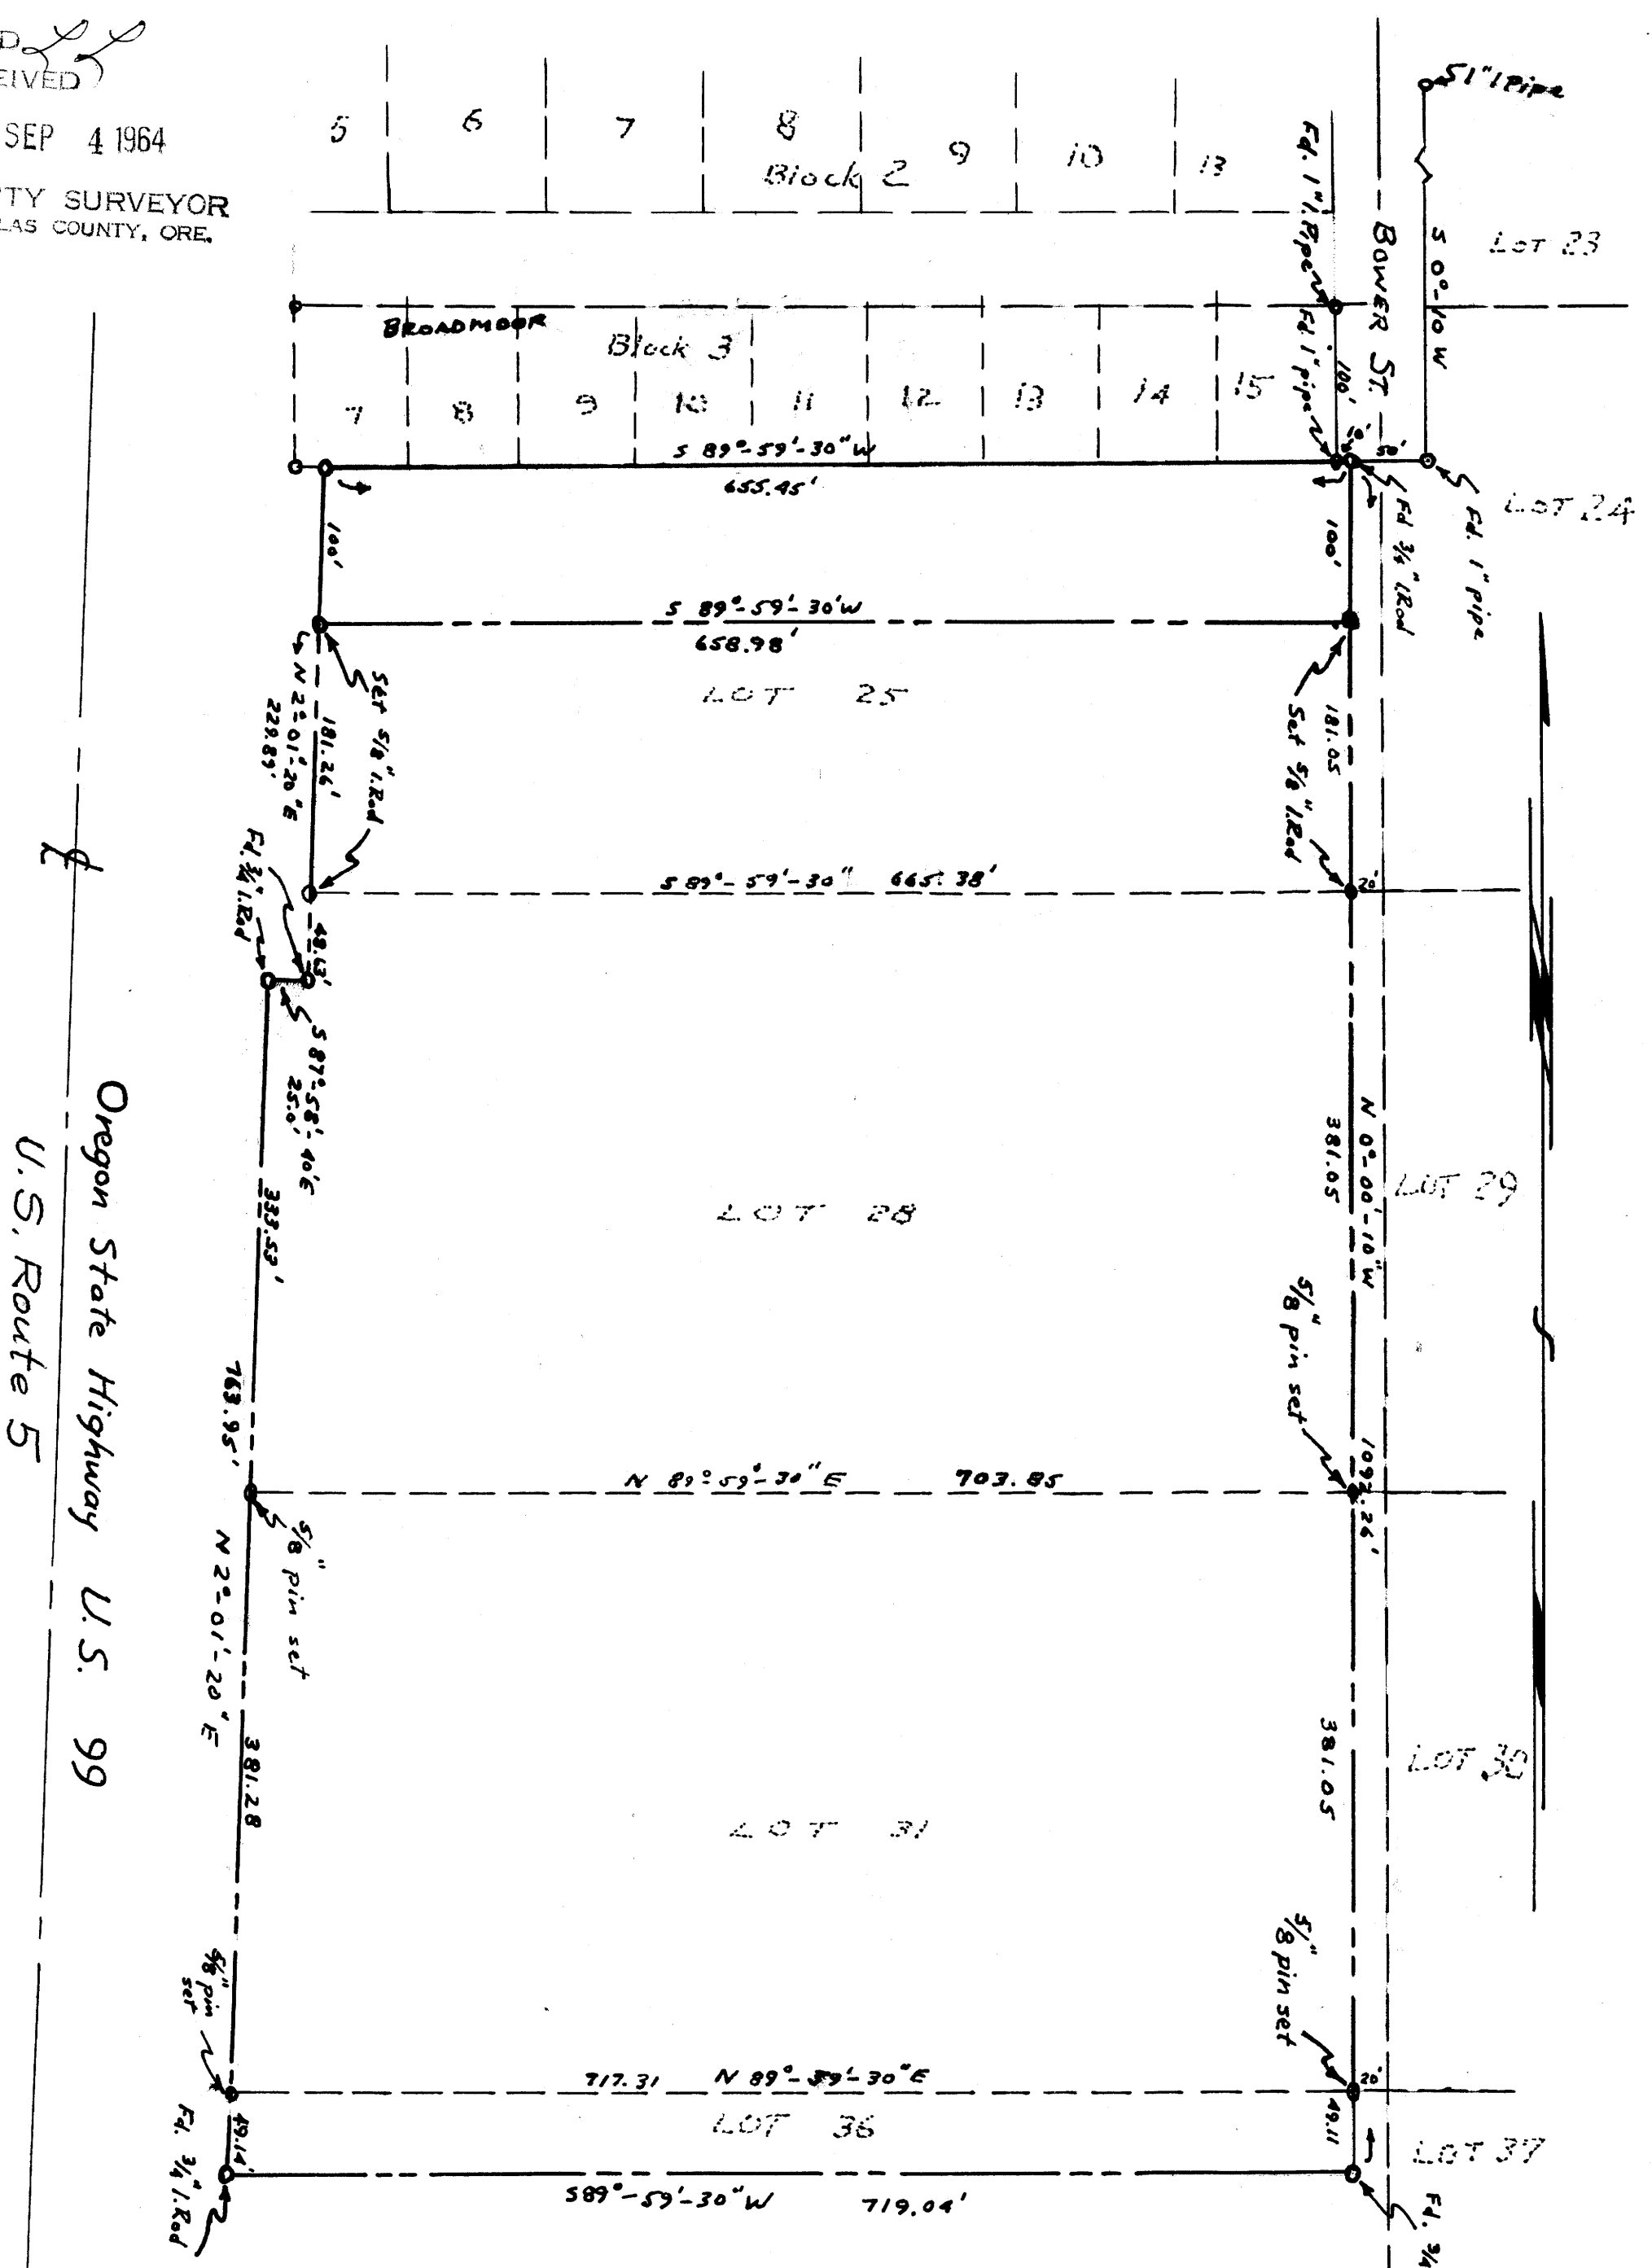 SEP 4 1964
SURVEYOR
COUNTY, ORE.
5
6
7
8
9
10
13
Block 2
Fd. 1" I. Pipe
Fd. 1" pipe
BOWER ST.
51" I Pipe
S 0°-10 W
LOT 23
BROADMOOR
Block 3
7
8
9
10
11
12
13
14
15
100'
50'
S 89°-59'-30" W
655.45'
Fd ¾" I.Rod
Fd. 1" pipe
LOT 24
100'
100'
S 89°-59'-30'W
658.98'
LOT 25
Set 5/8" I.Rod
181.26'
N 2°-01'-20"E
229.89'
181.05
Set 5/8" I.Rod
S 89°-59'-30" 665.38'
20'
Fd. ¾" I.Rod
48.63'
S 87°-58'-40'E
25.0'
333.53'
763.95'
LOT 28
N 0°-00'-10"W
381.05
1092.26'
LOT 29
5/8" pin set
N 89°-59'-30" E 703.85
5/8" pin set
N 2°-01'-20" E
381.28
LOT 31
381.05
LOT 30
5/8" pin set
5/8" pin
set
717.31 N 89°-59'-30"E
20'
LOT 36
49.14'
49.11
LOT 37
Fd. ¾" I.Rod
S89°-59'-30"W 719.04'
Fd. ¾
Oregon State Highway U.S. 99
U.S. Route 5